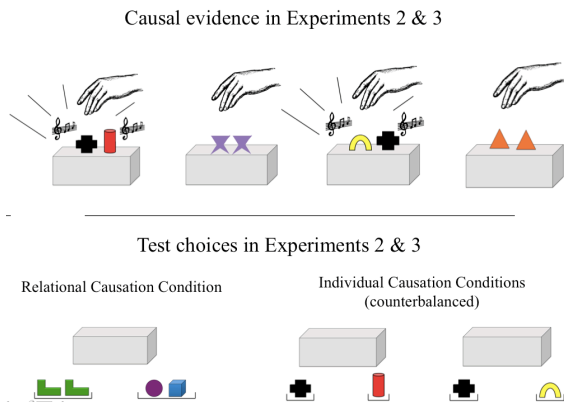 Causal evidence in Experiments 2 & 3
Test choices in Experiments 2 & 3
Relational Causation Condition
Individual Causation Conditions
(counterbalanced)